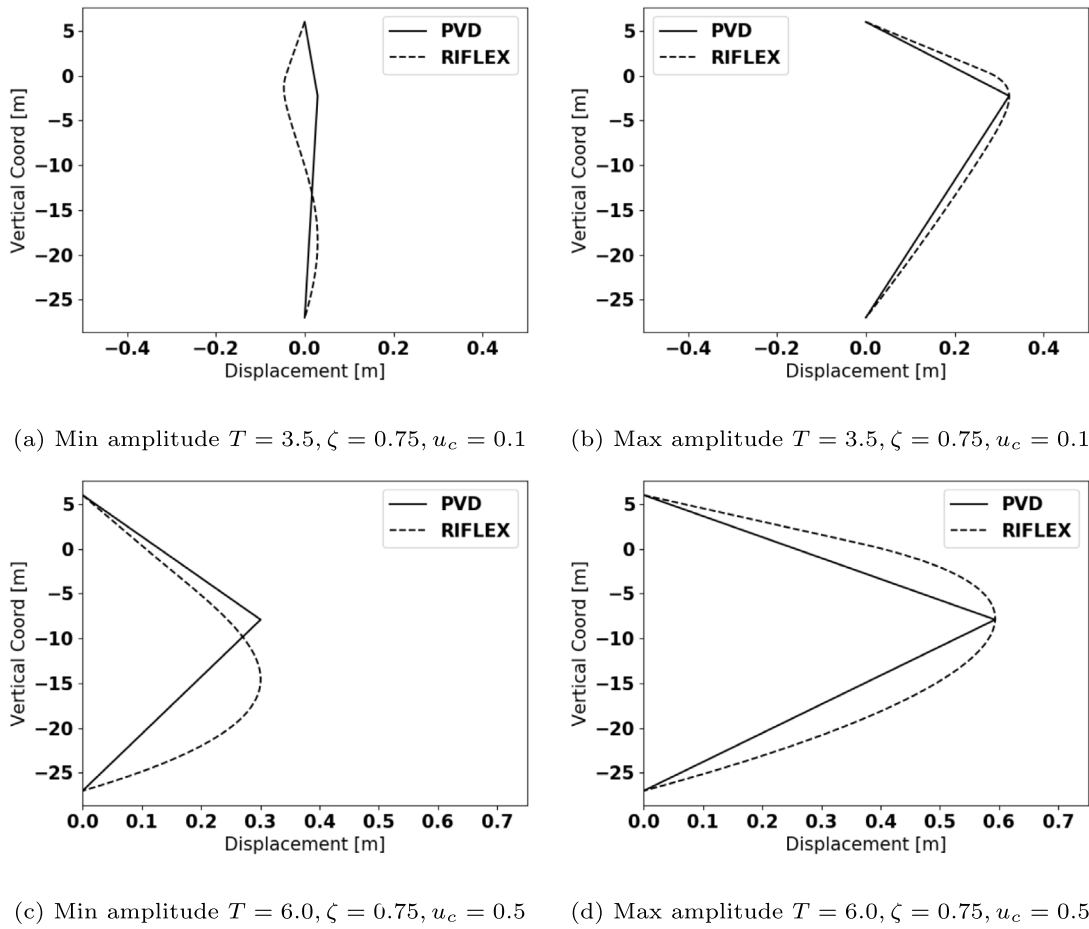 PVD
RIFLEX
5
0
−5
−10
−15
−20
−25
Vertical Coord [m]
−0.4
−0.2
0.0
0.2
0.4
Displacement [m]
(a) Min amplitude T = 3.5, ζ = 0.75, u_c = 0.1
PVD
RIFLEX
5
0
−5
−10
−15
−20
−25
Vertical Coord [m]
−0.4
−0.2
0.0
0.2
0.4
Displacement [m]
(b) Max amplitude T = 3.5, ζ = 0.75, u_c = 0.1
PVD
RIFLEX
5
0
−5
−10
−15
−20
−25
Vertical Coord [m]
0.0
0.1
0.2
0.3
0.4
0.5
0.6
0.7
Displacement [m]
(c) Min amplitude T = 6.0, ζ = 0.75, u_c = 0.5
PVD
RIFLEX
5
0
−5
−10
−15
−20
−25
Vertical Coord [m]
0.0
0.1
0.2
0.3
0.4
0.5
0.6
0.7
Displacement [m]
(d) Max amplitude T = 6.0, ζ = 0.75, u_c = 0.5